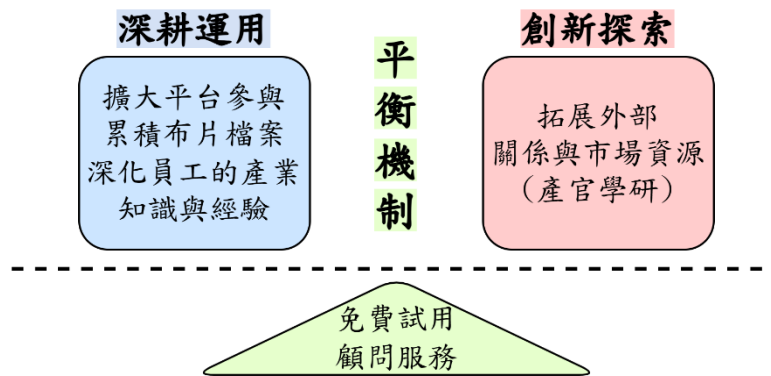 深耕運用
擴大平台參與
累積布片檔案
深化員工的產業
知識與經驗
平
衡
機
制
創新探索
拓展外部
關係與市場資源
（產官學研）
免費試用
顧問服務